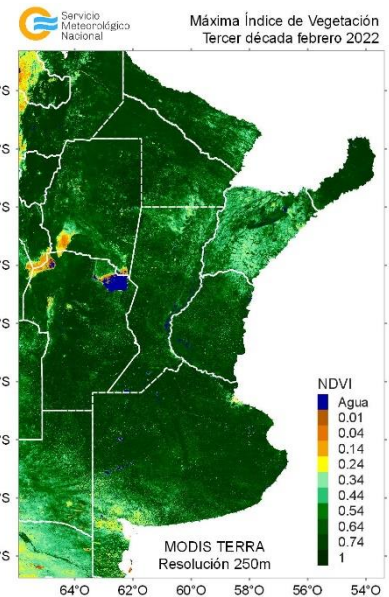 Servicio
Meteorológico
Nacional
Máxima Índice de Vegetación
Tercer década febrero 2022
°S
°S
°S
°S
°S
°S
°S
°S
°S
NDVI
Agua
0.01
0.04
0.14
0.24
0.34
0.44
0.54
0.64
0.74
1
MODIS TERRA
Resolución 250m
64°O
62°O
60°O
58°O
56°O
54°O